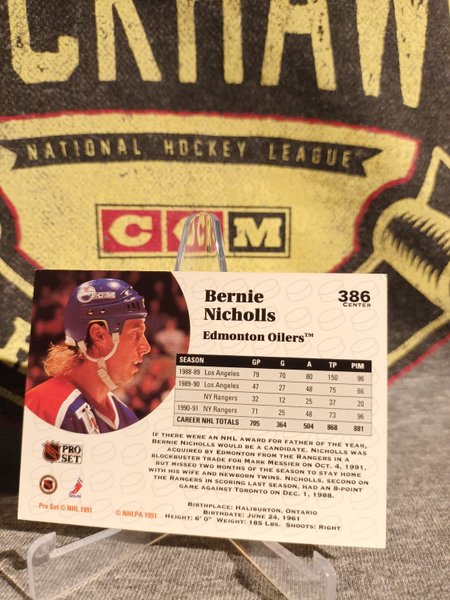 CKHAW
NATIONAL HOCKEY LEAGUE
CCM
CCM
Bernie
Nicholls
386
CENTER
Edmonton Oilers™
SEASON GP G A TP PIM
1988-89 Los Angeles 79 70 80 150 96
1989-90 Los Angeles 47 27 48 75 66
NY Rangers 32 12 25 37 20
1990-91 NY Rangers 71 25 48 73 96
CAREER NHL TOTALS 705 364 504 868 881
IF THERE WERE AN NHL AWARD FOR FATHER OF THE YEAR,
BERNIE NICHOLLS WOULD BE A CANDIDATE. NICHOLLS WAS
ACQUIRED BY EDMONTON FROM THE RANGERS IN A
BLOCKBUSTER TRADE FOR MARK MESSIER ON OCT. 4, 1991,
BUT MISSED TWO MONTHS OF THE SEASON TO STAY HOME
WITH HIS WIFE AND NEWBORN TWINS. NICHOLLS, SECOND ON
THE RANGERS IN SCORING LAST SEASON, HAD AN 8-POINT
GAME AGAINST TORONTO ON DEC. 1, 1988.
BIRTHPLACE: HALIBURTON, ONTARIO
BIRTHDATE: JUNE 24, 1961
HEIGHT: 6' 0" WEIGHT: 185 LBS. SHOOTS: RIGHT
PRO
SET
Pro Set © NHL 1991
© NHLPA 1991